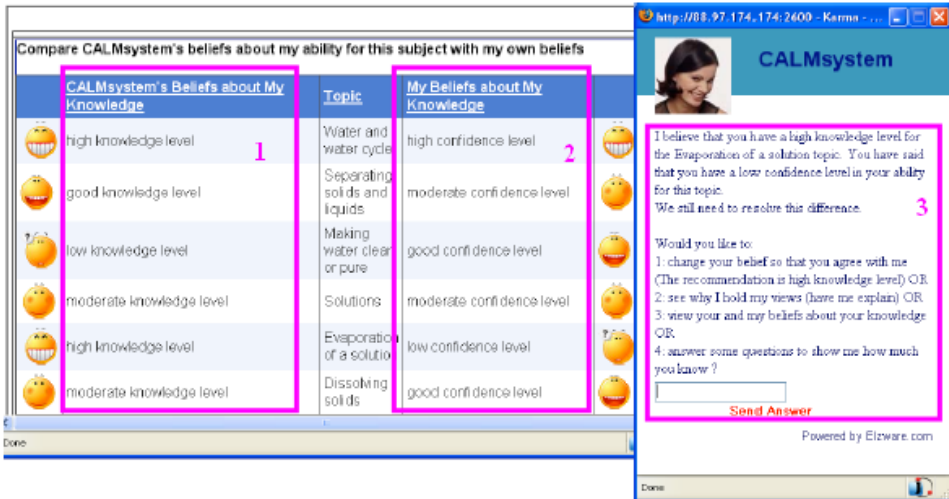 Compare CALMsystem's beliefs about my ability for this subject with my own beliefs
CALMsystem's Beliefs about My
Knowledge
Topic
My Beliefs about My
Knowledge
high knowledge level
Water and
water cycle
high confidence level
good knowledge level
Separating
solids and
liquids
moderate confidence level
low knowledge level
Making
water clean
or pure
good confidence level
moderate knowledge level
Solutions
moderate confidence level
high knowledge level
Evaporation
of a solution
low confidence level
moderate knowledge level
Dissolving
solids
good confidence level
1
2
Done
http://88.97.174.174:2600 - Karma - ...
CALMsystem
I believe that you have a high knowledge level for
the Evaporation of a solution topic. You have said
that you have a low confidence level in your ability
for this topic.
We still need to resolve this difference.
3
Would you like to:
1: change your belief so that you agree with me
(The recommendation is high knowledge level) OR
2: see why I hold my views (have me explain) OR
3: view your and my beliefs about your knowledge
OR
4: answer some questions to show me how much
you know ?
Send Answer
Powered by Elzware.com
Done